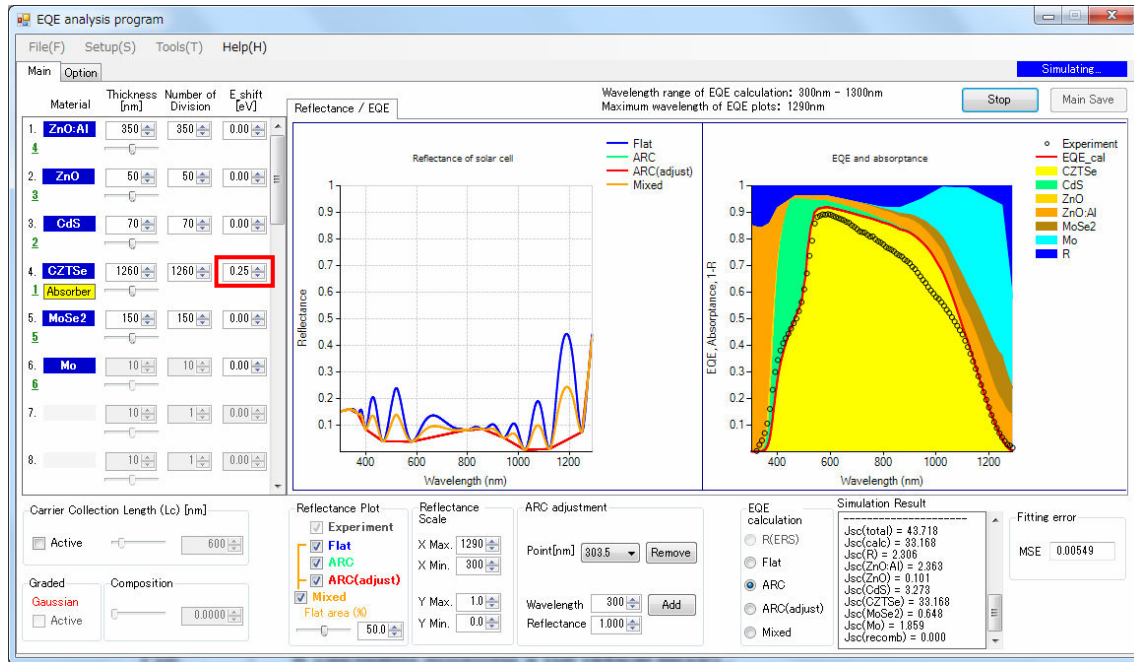 EQE analysis program
File(F) Setup(S) Tools(T) Help(H)
Main Option
Simulating...
Material Thickness [nm] Number of Division E_shift [eV]
1. ZnO:Al 350 350 0.00
4
2. ZnO 50 50 0.00
3
3. CdS 70 70 0.00
2
4. CZTSe 1260 1260 0.25
1 Absorber
5. MoSe2 150 150 0.00
5
6. Mo 10 10 0.00
6
7. 10 1 0.00
8. 10 1 0.00
Reflectance / EQE
Wavelength range of EQE calculation: 300nm - 1300nm
Maximum wavelength of EQE plots: 1290nm
Stop Main Save
Reflectance of solar cell
Flat
ARC
ARC(adjust)
Mixed
Reflectance
1
0.9
0.8
0.7
0.6
0.5
0.4
0.3
0.2
0.1
400 600 800 1000 1200
Wavelength (nm)
EQE and absorptance
Experiment
EQE_cal
CZTSe
CdS
ZnO
ZnO:Al
MoSe2
Mo
R
EQE, Absorptance, 1-R
1
0.9
0.8
0.7
0.6
0.5
0.4
0.3
0.2
0.1
400 600 800 1000 1200
Wavelength (nm)
Carrier Collection Length (Lc) [nm]
Active 600
Graded
Gaussian
Active
Composition
0.0000
Reflectance Plot
Experiment
Flat
ARC
ARC(adjust)
Mixed
Flat area (%)
50.0
Reflectance Scale
X Max. 1290
X Min. 300
Y Max. 1.0
Y Min. 0.0
ARC adjustment
Point[nm] 303.5 Remove
Wavelength 300 Add
Reflectance 1.000
EQE calculation
R(ERS)
Flat
ARC
ARC(adjust)
Mixed
Simulation Result
--------------------
Jsc(total) = 43.718
Jsc(calc) = 33.168
Jsc(R) = 2.306
Jsc(ZnO:Al) = 2.363
Jsc(ZnO) = 0.101
Jsc(CdS) = 3.273
Jsc(CZTSe) = 33.168
Jsc(MoSe2) = 0.648
Jsc(Mo) = 1.859
Jsc(recomb) = 0.000
Fitting error
MSE 0.00549